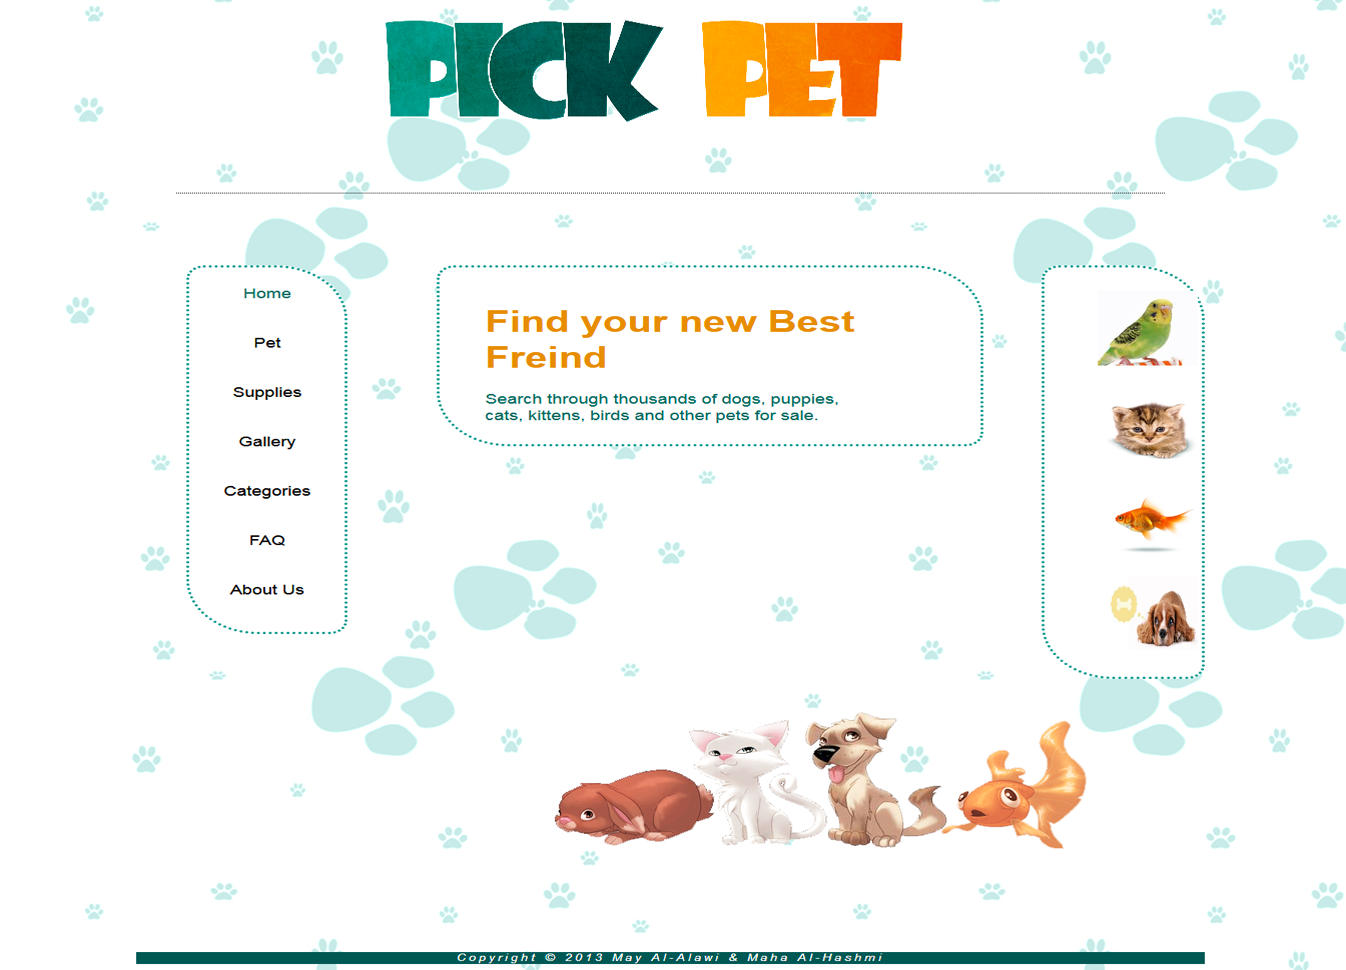 PICK PET
Home
Pet
Supplies
Gallery
Categories
FAQ
About Us
Find your new Best
Freind
Search through thousands of dogs, puppies,
cats, kittens, birds and other pets for sale.
Copyright © 2013 May Al-Alawi & Maha Al-Hashmi